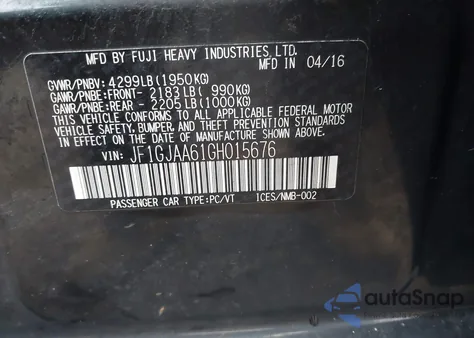 MFD BY FUJI HEAVY INDUSTRIES,LTD.
IN 04/16
GVWR/PNBV: 4299LB(1950KG)
GAWR/PNBE:FRONT- 2183LB( 990KG)
GAWR/PNBE:REAR - 2205LB(1000KG)
THIS VEHICLE CONFORMS TO ALL APPLICABLE FEDERAL MOTOR
VEHICLE SAFETY, BUMPER, AND THEFT PREVENTION STANDARDS
IN EFFECT ON THE DATE OF MANUFACTURE SHOWN ABOVE.
VIN: JF1GJAA61GH015676
PASSENGER CAR TYPE:PC/VT ICES/NMB-002
autoSnap